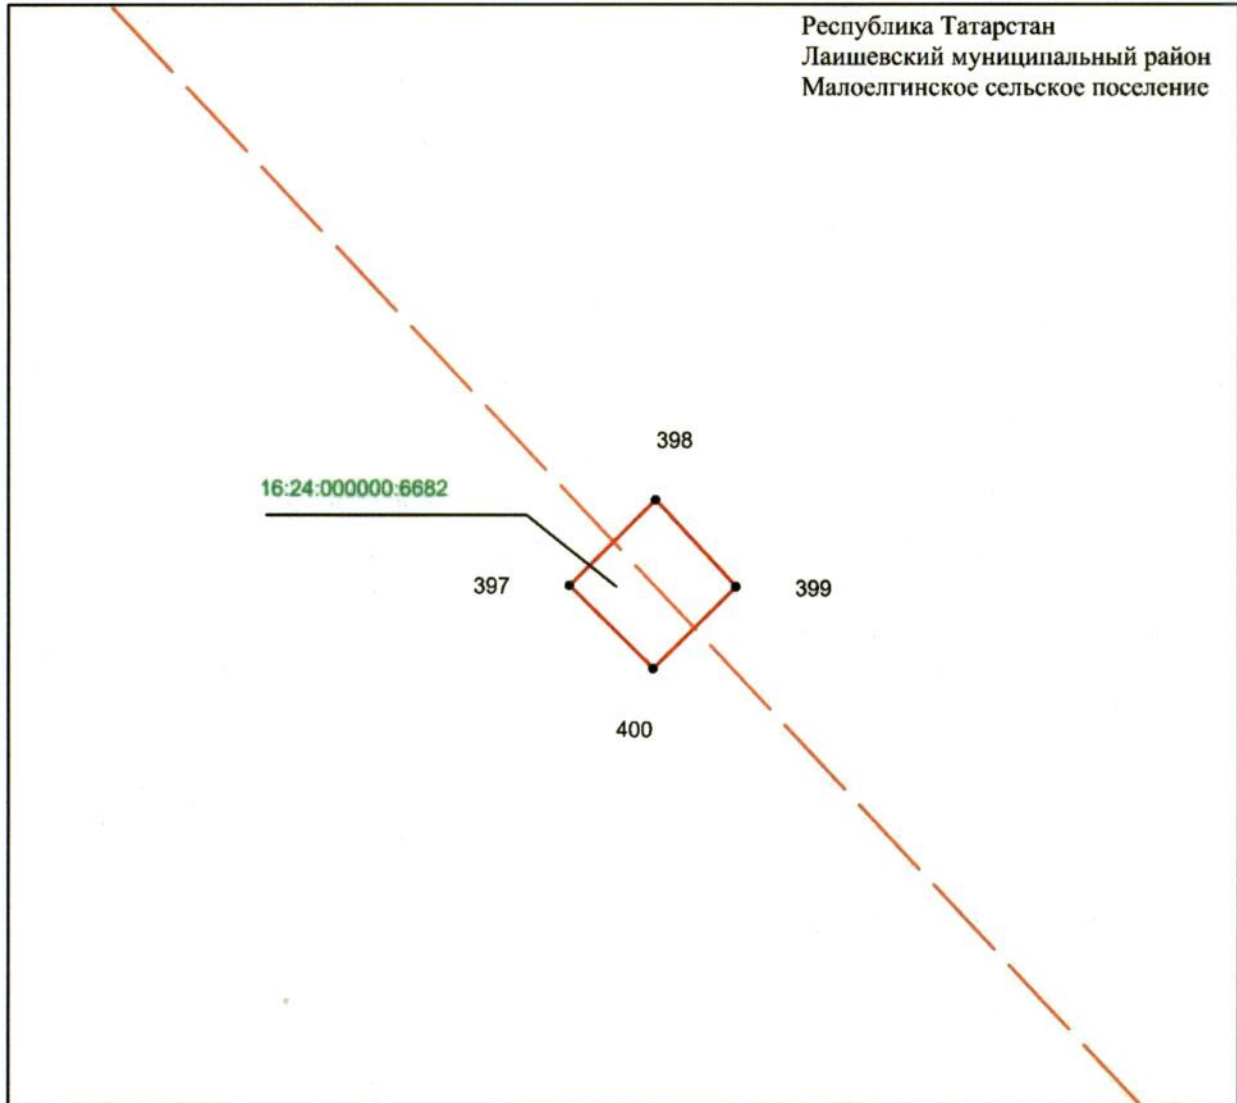 Республика Татарстан
Лаишевский муниципальный район
Малоелгинское сельское поселение
398
16:24:000000:6682
397
399
400